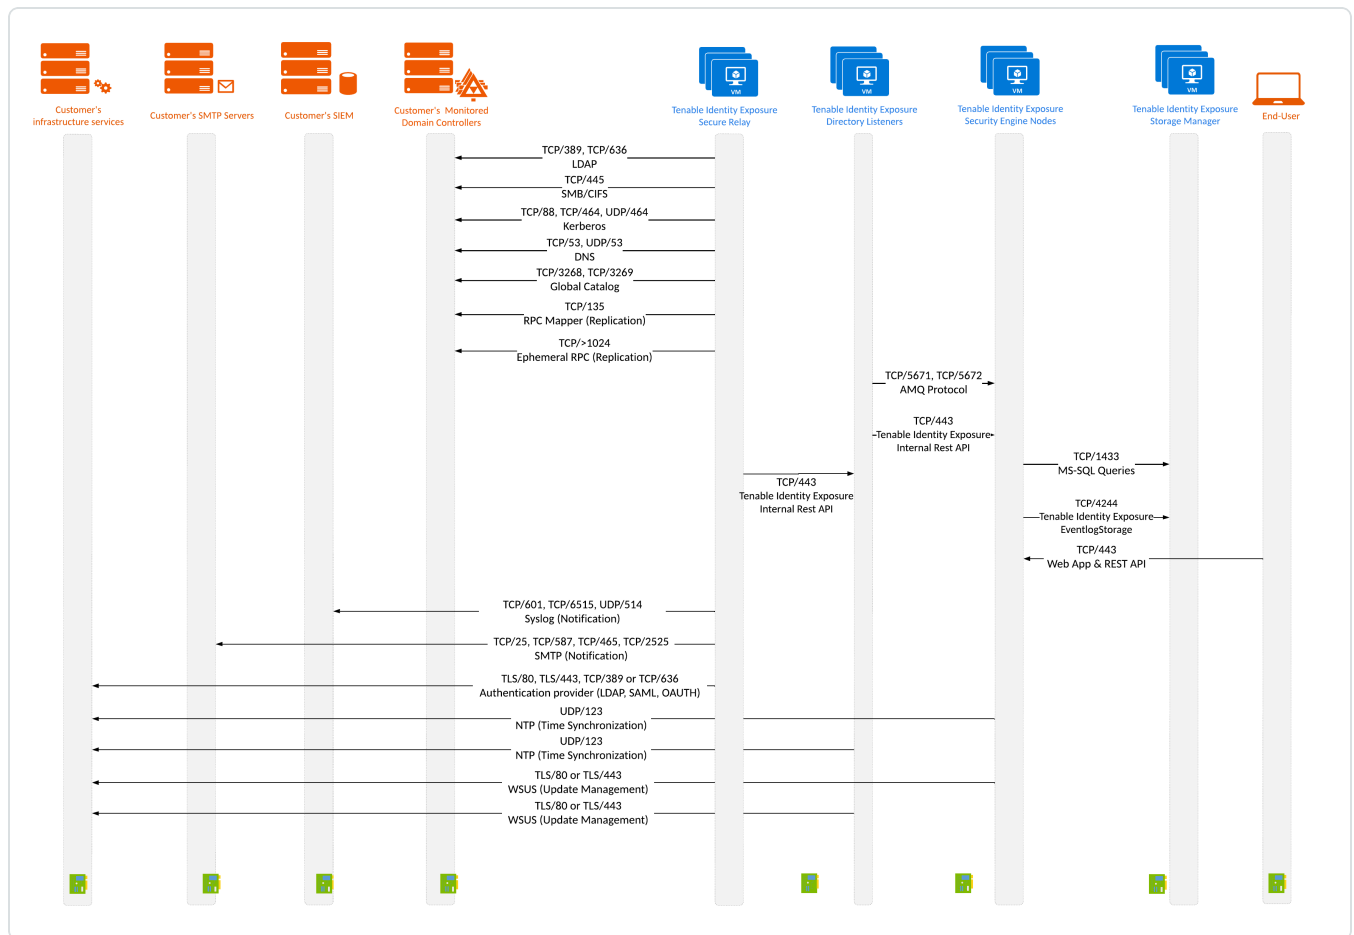 Customer's
infrastructure services
Customer's SMTP Servers
Customer's SIEM
Customer's Monitored
Domain Controllers
VM
Tenable Identity Exposure
Secure Relay
VM
Tenable Identity Exposure
Directory Listeners
VM
Tenable Identity Exposure
Security Engine Nodes
VM
Tenable Identity Exposure
Storage Manager
End-User
TCP/389, TCP/636
LDAP
TCP/445
SMB/CIFS
TCP/88, TCP/464, UDP/464
Kerberos
TCP/53, UDP/53
DNS
TCP/3268, TCP/3269
Global Catalog
TCP/135
RPC Mapper (Replication)
TCP/>1024
Ephemeral RPC (Replication)
TCP/5671, TCP/5672
AMQ Protocol
TCP/443
Tenable Identity Exposure
Internal Rest API
TCP/1433
MS-SQL Queries
TCP/443
Tenable Identity Exposure
Internal Rest API
TCP/4244
Tenable Identity Exposure
EventlogStorage
TCP/443
Web App & REST API
TCP/601, TCP/6515, UDP/514
Syslog (Notification)
TCP/25, TCP/587, TCP/465, TCP/2525
SMTP (Notification)
TLS/80, TLS/443, TCP/389 or TCP/636
Authentication provider (LDAP, SAML, OAUTH)
UDP/123
NTP (Time Synchronization)
UDP/123
NTP (Time Synchronization)
TLS/80 or TLS/443
WSUS (Update Management)
TLS/80 or TLS/443
WSUS (Update Management)